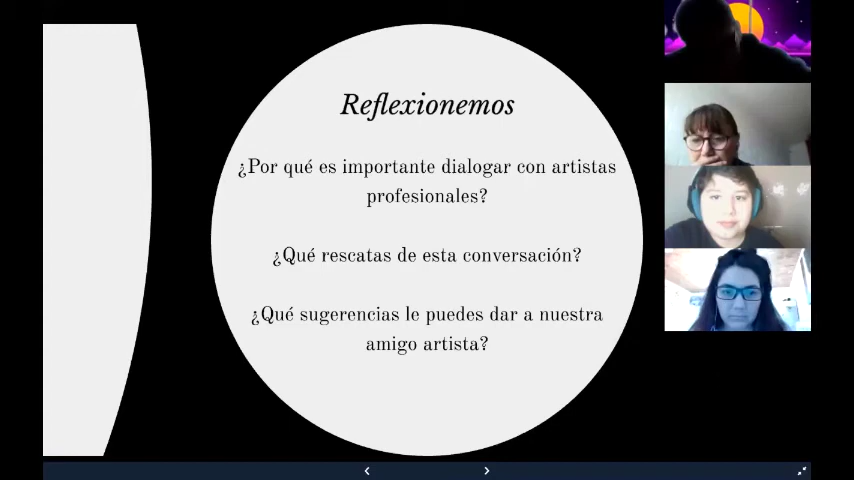 Reflexionemos
¿Por qué es importante dialogar con artistas
profesionales?
¿Qué rescatas de esta conversación?
¿Qué sugerencias le puedes dar a nuestra
amigo artista?